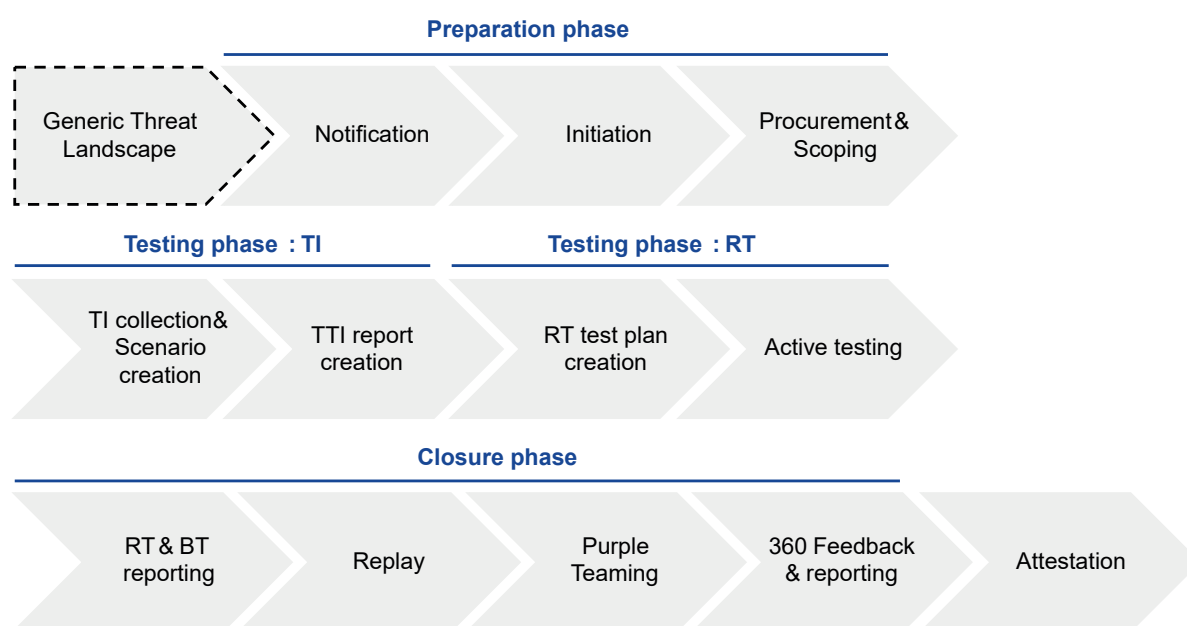 Preparation phase
Generic Threat
Landscape
Notification
Initiation
Procurement&
Scoping
Testing phase : TI
Testing phase : RT
TI collection&
Scenario
creation
TTI report
creation
RT test plan
creation
Active testing
Closure phase
RT & BT
reporting
Replay
Purple
Teaming
360 Feedback
& reporting
Attestation